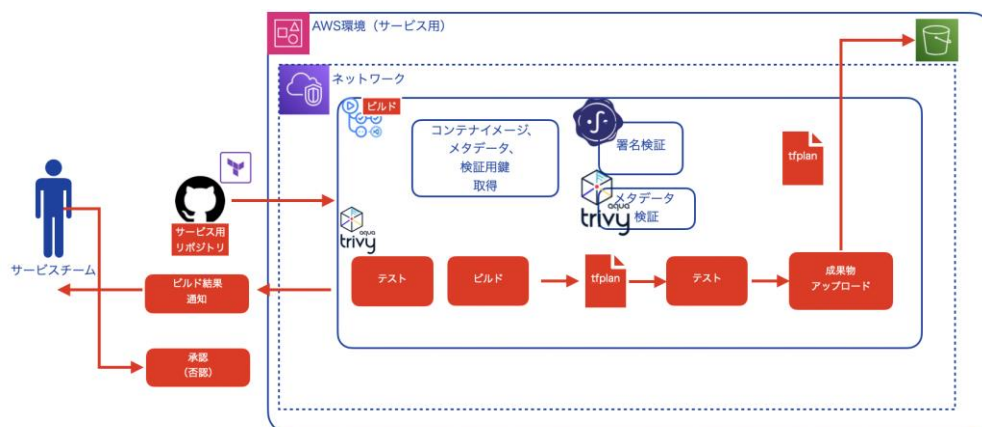 AWS環境（サービス用）
ネットワーク
ビルド
コンテナイメージ、
メタデータ、
検証用鍵
取得
署名検証
メタデータ
検証
aqua
trivy
tfplan
サービス用
リポジトリ
aqua
trivy
サービスチーム
テスト
ビルド
tfplan
テスト
成果物
アップロード
ビルド結果
通知
承認
（否認）